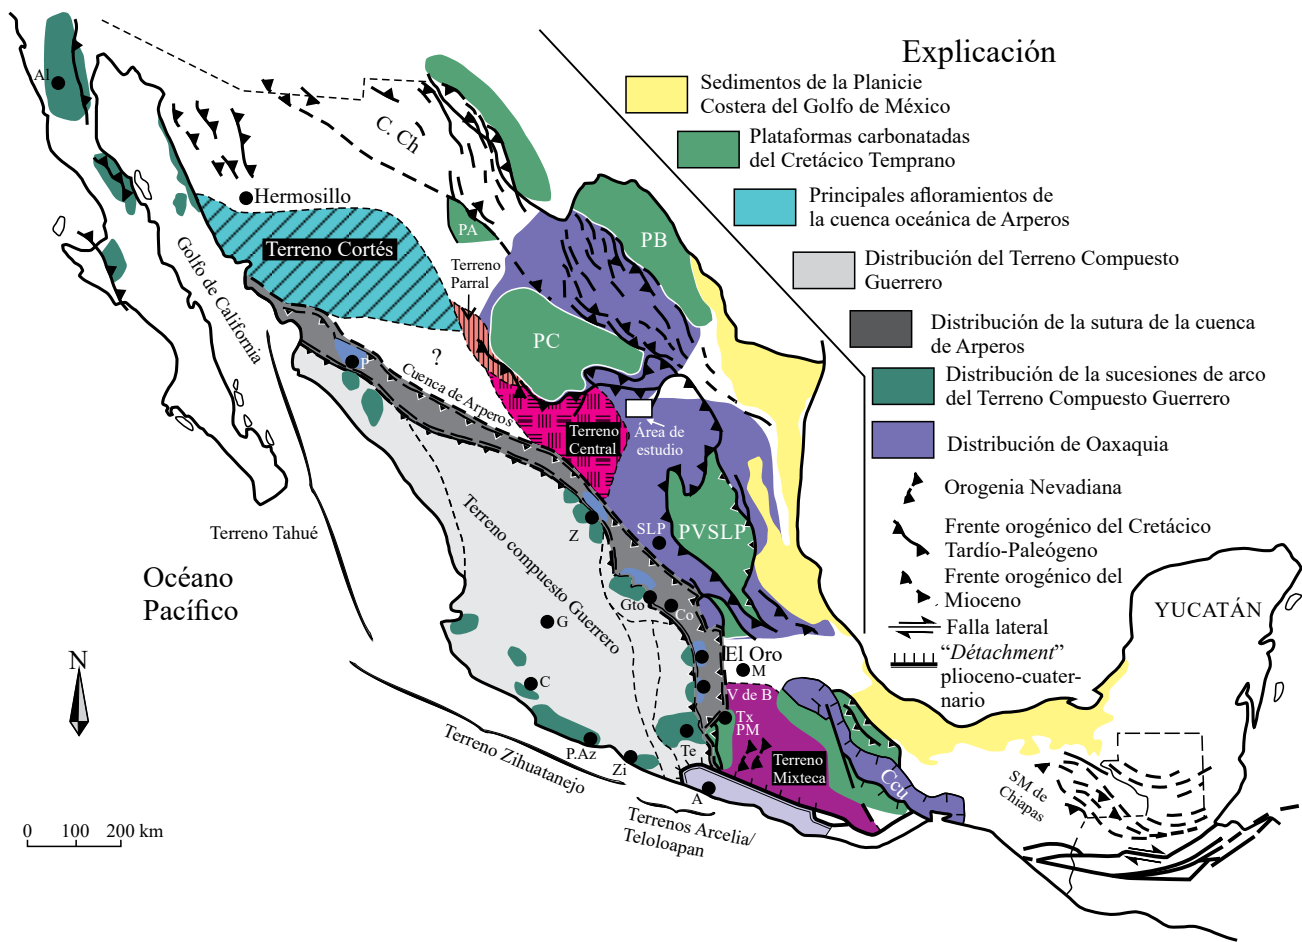 Explicación
Sedimentos de la Planicie
Costera del Golfo de México
Plataformas carbonatadas
del Cretácico Temprano
Principales afloramientos de
la cuenca oceánica de Arperos
Distribución del Terreno Compuesto
Guerrero
Distribución de la sutura de la cuenca
de Arperos
Distribución de la sucesiones de arco
del Terreno Compuesto Guerrero
Distribución de Oaxaquia
Orogenia Nevadiana
Frente orogénico del Cretácico
Tardío-Paleógeno
Frente orogénico del
Mioceno
Falla lateral
“Détachment”
plioceno-cuater-
nario
Al
C. Ch
Hermosillo
PA
PB
Terreno Cortés
Terreno
Parral
Golfo de California
PC
?
P
Cuenca de Arperos
Terreno
Central
Área de
estudio
Terreno Tahué
Terreno compuesto Guerrero
Z
SLP
PVSLP
Océano
Pacífico
Gto
Co
G
YUCATÁN
N
El Oro
M
C
V de B
Tx
PM
Te
P.Az
Zi
Terreno
Mixteca
Ccu
A
SM de
Chiapas
Terreno Zihuatanejo
Terrenos Arcelia/
Teloloapan
0 100 200 km